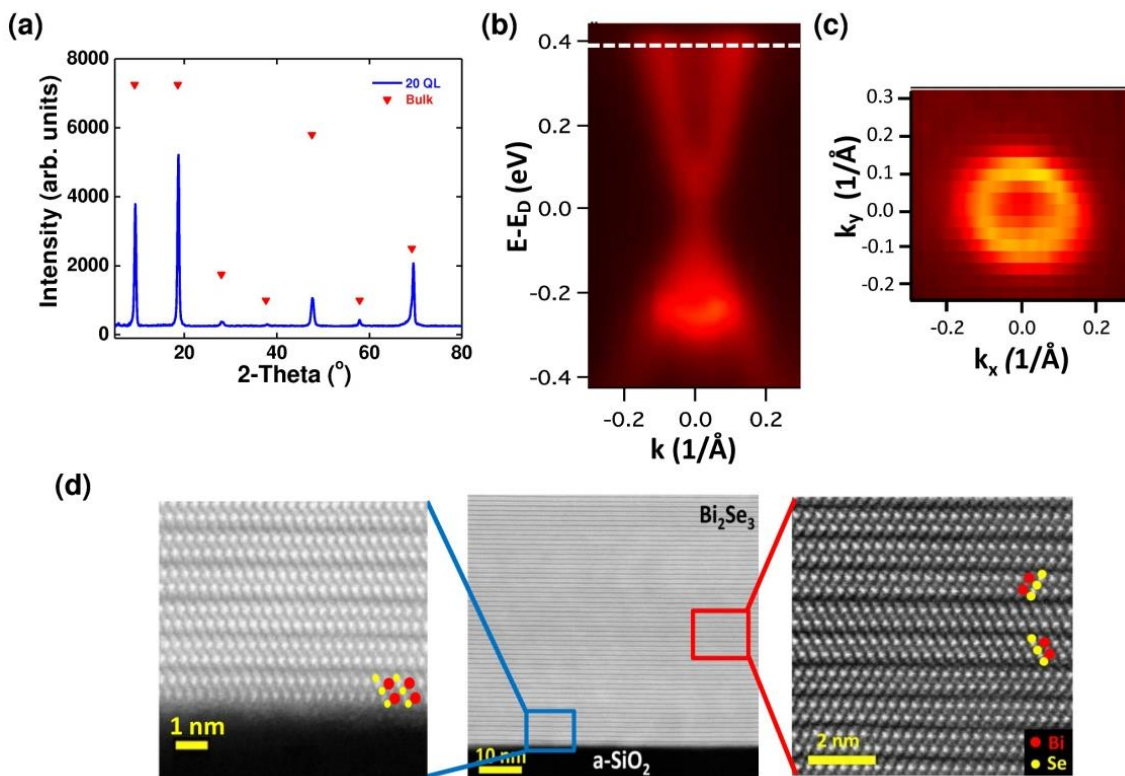 (a)
8000
6000
4000
2000
0
Intensity (arb. units)
20 QL
Bulk
20
40
60
80
2-Theta (°)
(b)
0.4
0.2
0.0
-0.2
-0.4
E-E_D (eV)
-0.2
0.0
0.2
k (1/Å)
(c)
0.3
0.2
0.1
0.0
-0.1
-0.2
k_y (1/Å)
-0.2
0.0
0.2
k_x (1/Å)
(d)
1 nm
Bi₂Se₃
10 nm
a-SiO₂
2 nm
Bi
Se